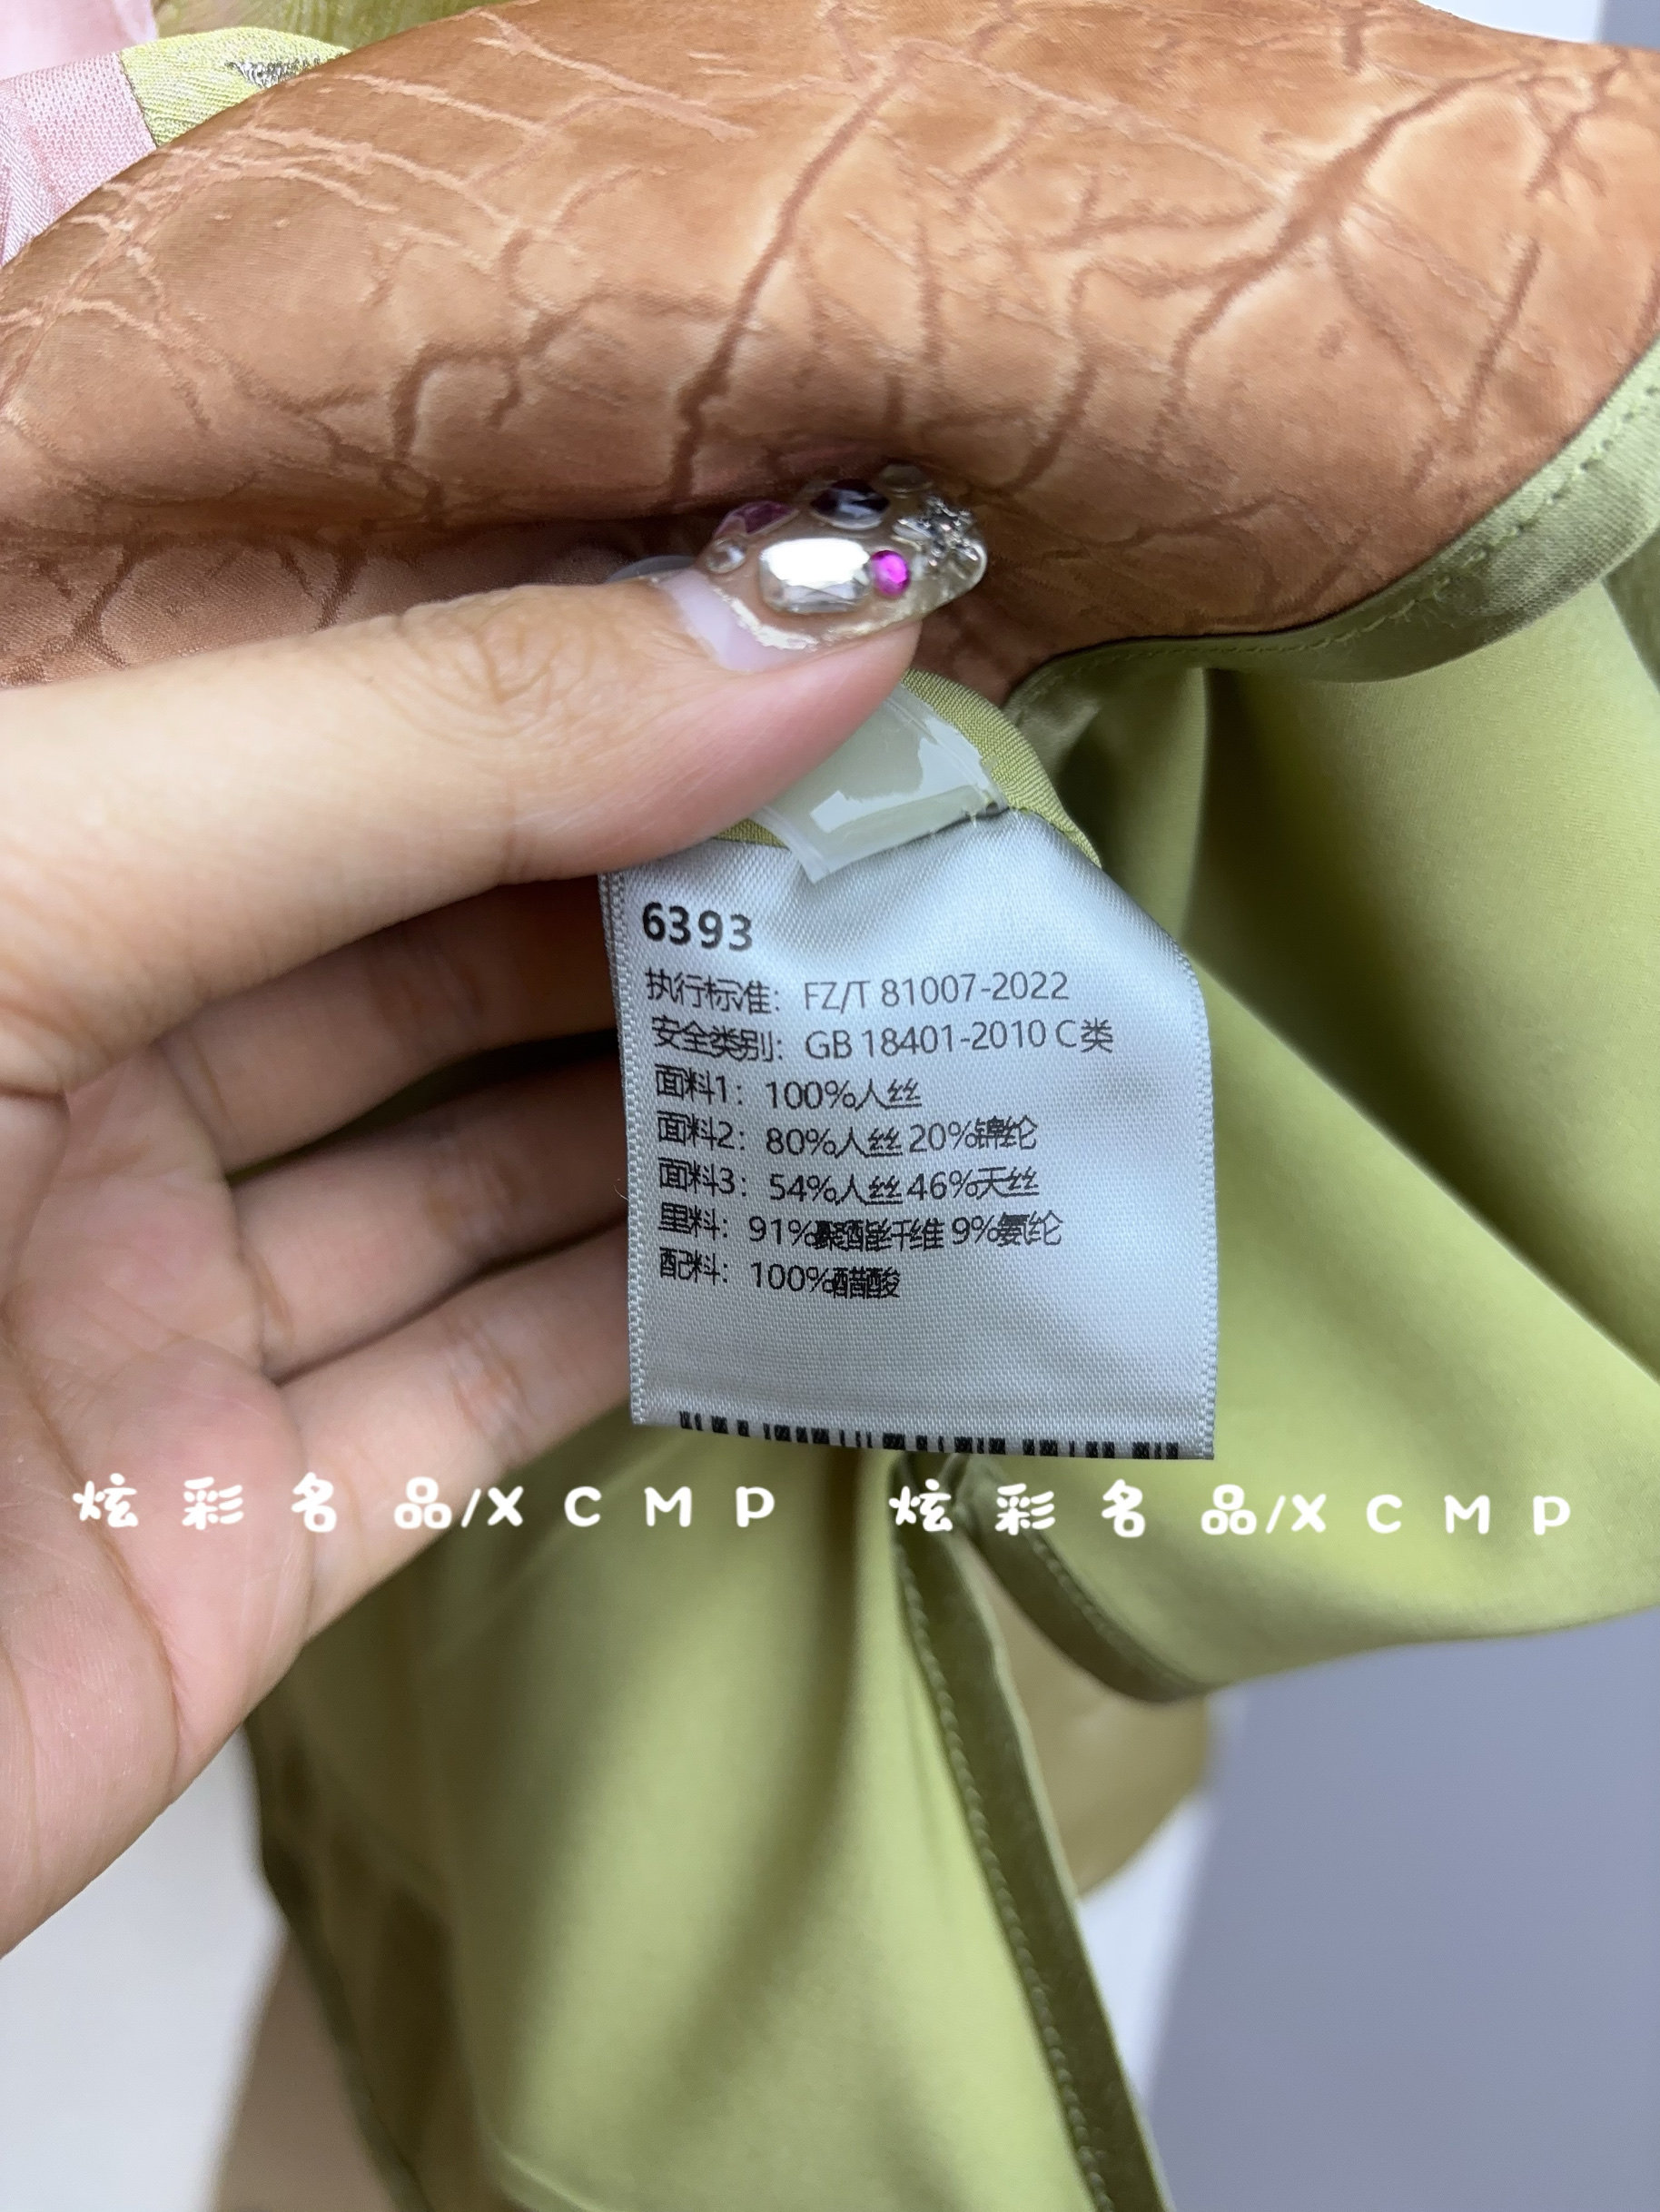 6393
执行标准：FZ/T 81007-2022
安全类别：GB 18401-2010 C类
面料1：100%人丝
面料2：80%人丝 20%锦纶
面料3：54%人丝 46%天丝
里料：91%聚酯纤维 9%氨纶
配料：100%醋酸
炫彩名品/XCMP 炫彩名品/XCMP